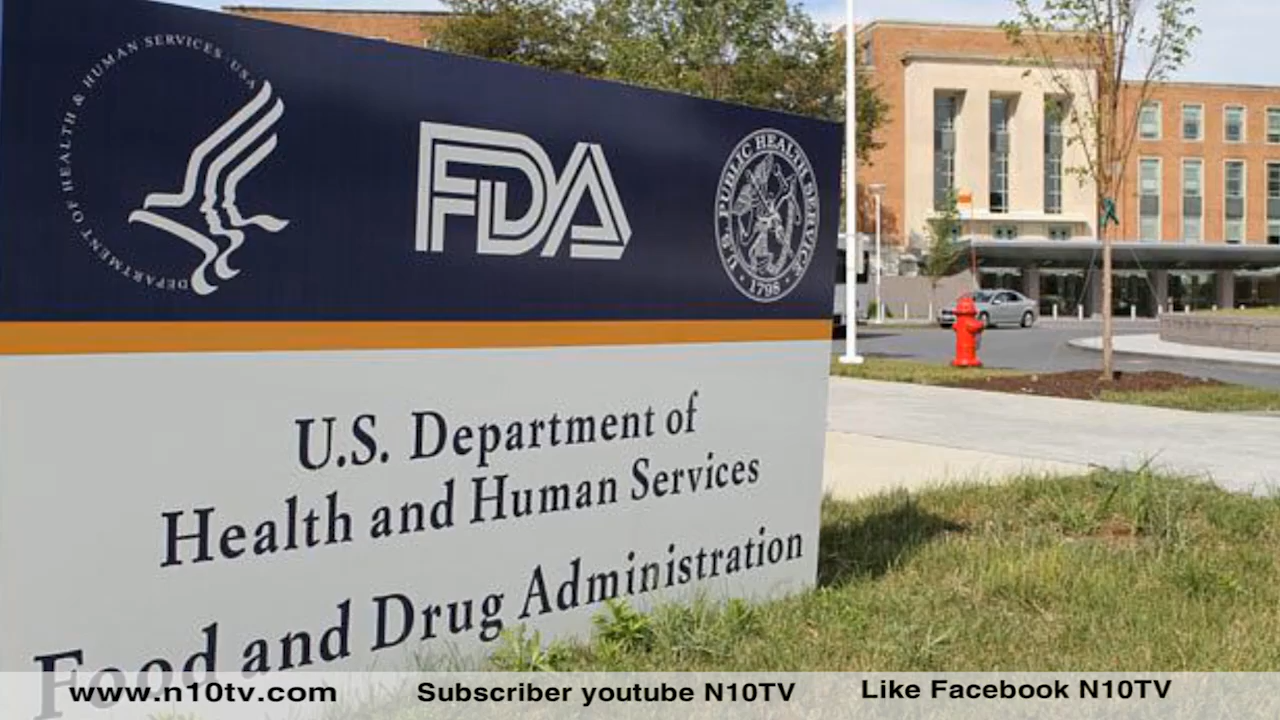 DEPARTMENT OF HEALTH & HUMAN SERVICES. USA
FDA
U.S. PUBLIC HEALTH SERVICE
1798
U.S. Department of
Health and Human Services
Food and Drug Administration
www.n10tv.com Subscriber youtube N10TV Like Facebook N10TV